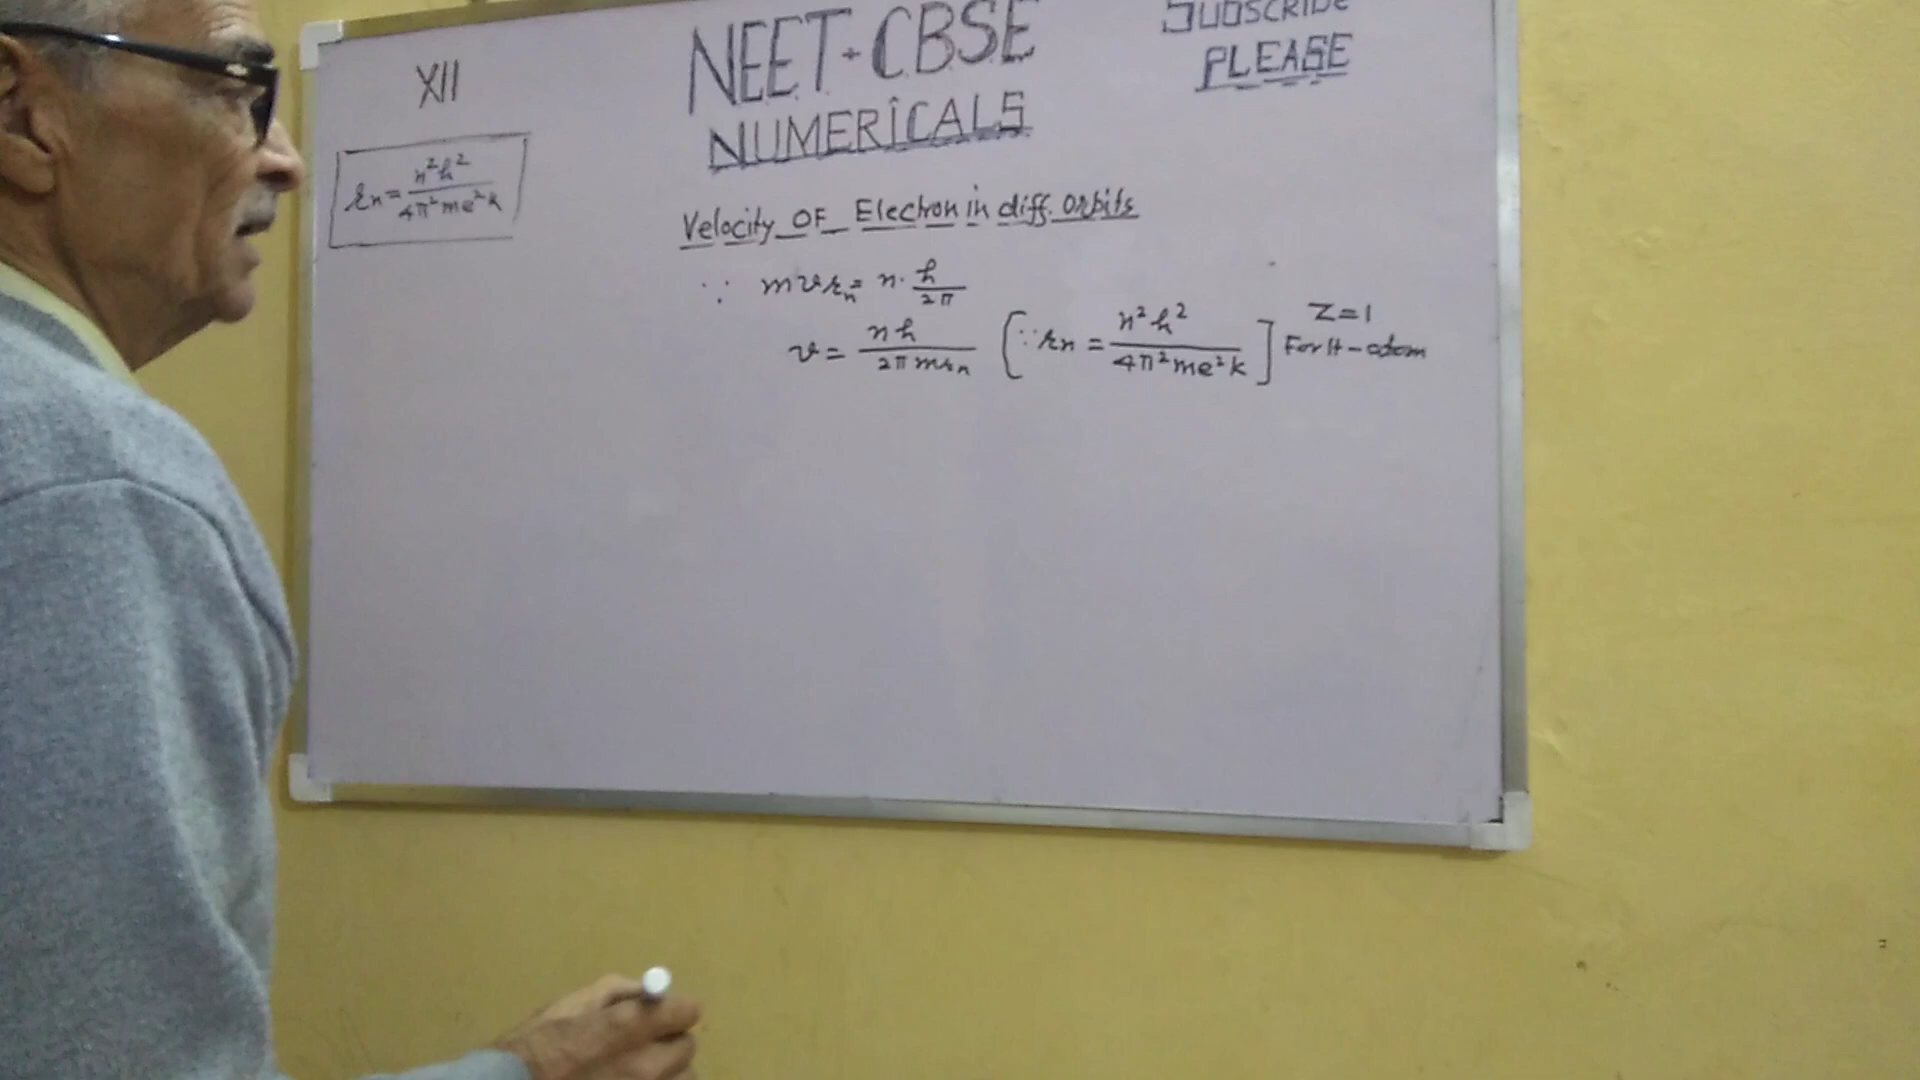 XII
NEET-C.B.S.E
NUMERICALS
SUBSCRIBE
PLEASE
rn = n²h² / 4π²me²k
Velocity OF Electron in diff. orbits
∵ mvrn = n. h/2π
v = nh / 2πmrn [∵ rn = n²h² / 4π²me²k] Z=1
For H-atom